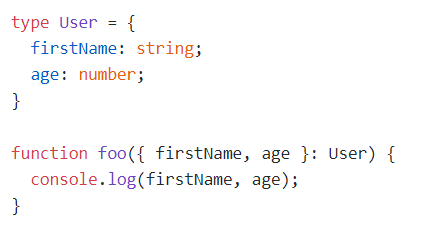 type User = {
  firstName: string;
  age: number;
}

function foo({ firstName, age }: User) {
  console.log(firstName, age);
}